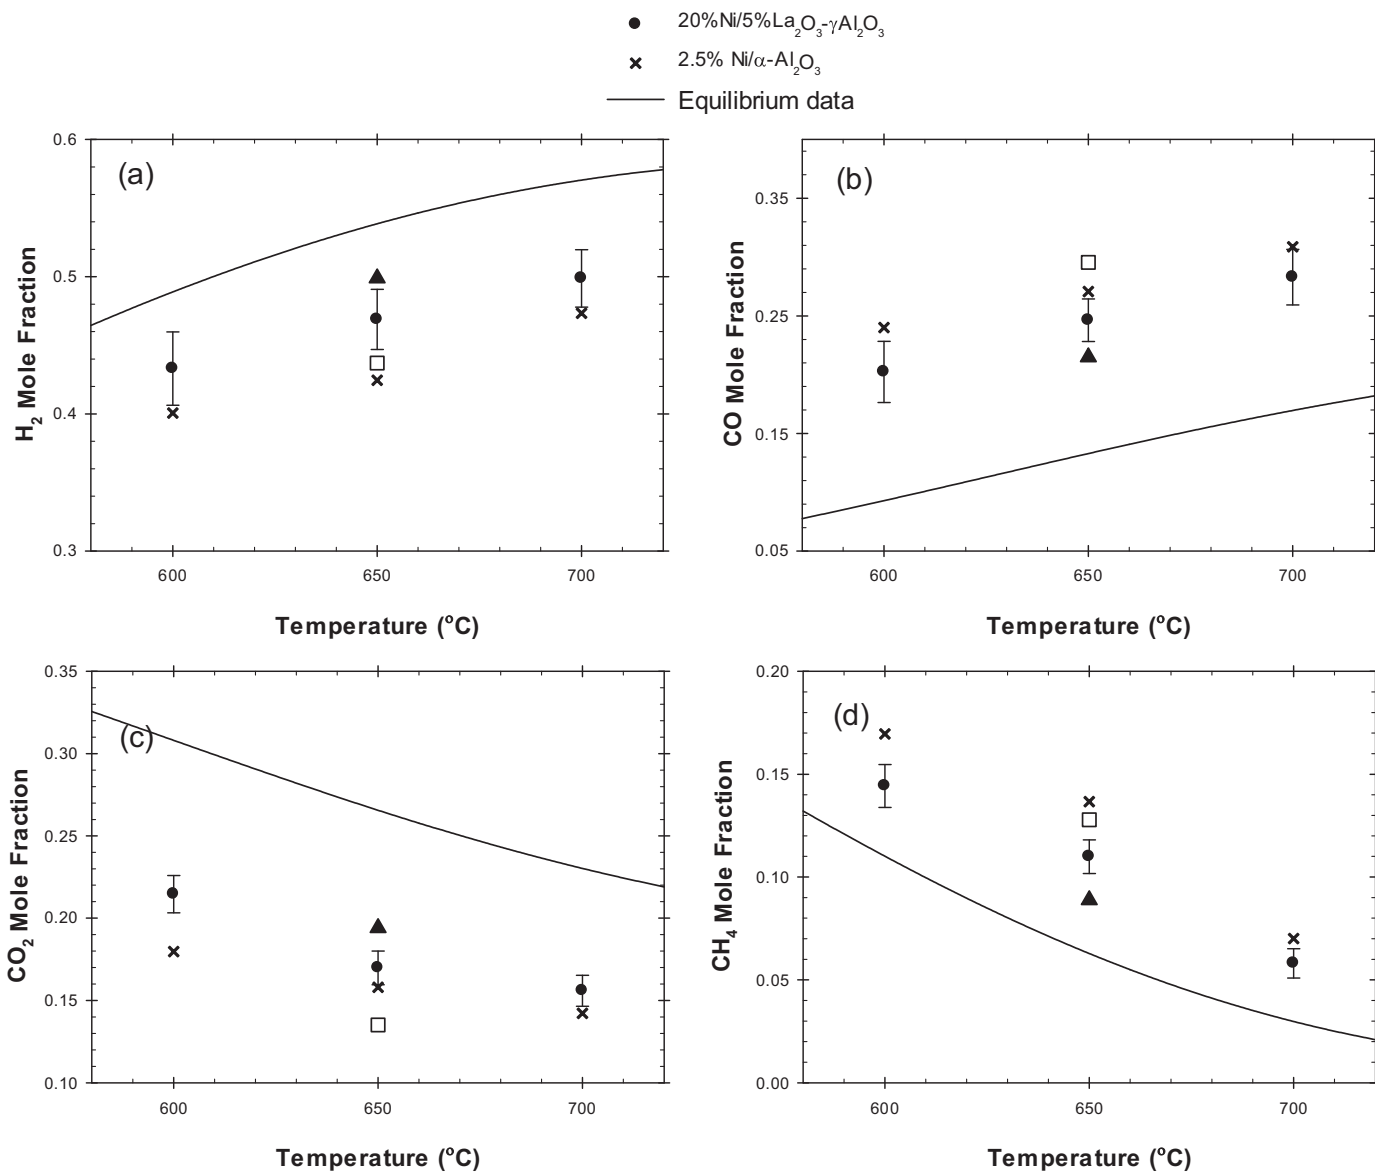 20%Ni/5%La₂O₃-γAl₂O₃
2.5% Ni/α-Al₂O₃
Equilibrium data
(a)
H₂ Mole Fraction
0.6
0.5
0.4
0.3
600
650
700
Temperature (°C)
(b)
CO Mole Fraction
0.35
0.25
0.15
0.05
600
650
700
Temperature (°C)
(c)
CO₂ Mole Fraction
0.35
0.30
0.25
0.20
0.15
0.10
600
650
700
Temperature (°C)
(d)
CH₄ Mole Fraction
0.20
0.15
0.10
0.05
0.00
600
650
700
Temperature (°C)